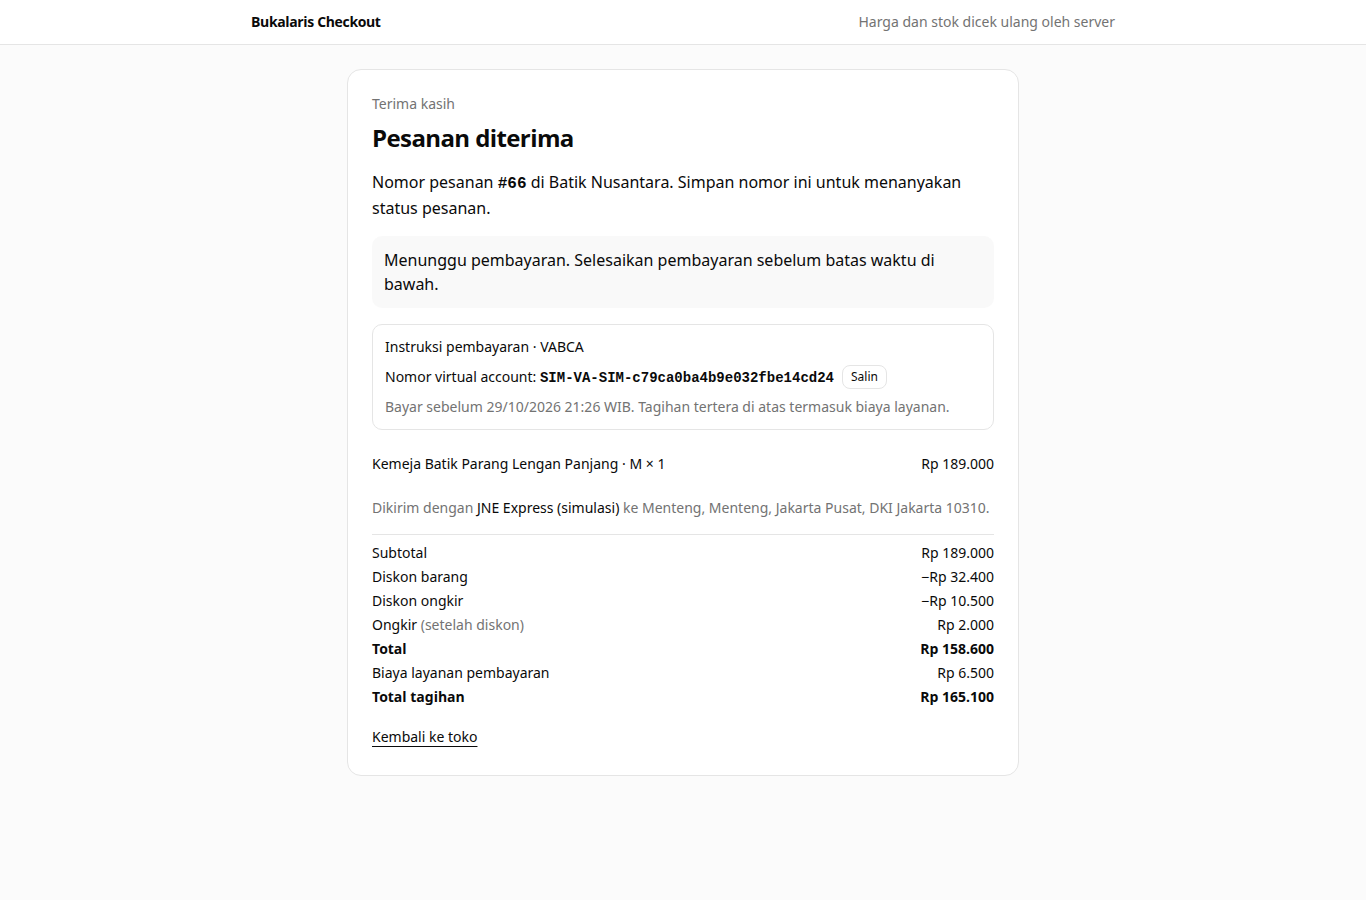 Bukalaris Checkout
Harga dan stok dicek ulang oleh server
Terima kasih
Pesanan diterima
Nomor pesanan #66 di Batik Nusantara. Simpan nomor ini untuk menanyakan
status pesanan.
Menunggu pembayaran. Selesaikan pembayaran sebelum batas waktu di
bawah.
Instruksi pembayaran · VABCA
Nomor virtual account: SIM-VA-SIM-c79ca0ba4b9e032fbe14cd24 Salin
Bayar sebelum 29/10/2026 21:26 WIB. Tagihan tertera di atas termasuk biaya layanan.
Kemeja Batik Parang Lengan Panjang · M × 1 Rp 189.000
Dikirim dengan JNE Express (simulasi) ke Menteng, Menteng, Jakarta Pusat, DKI Jakarta 10310.
Subtotal Rp 189.000
Diskon barang −Rp 32.400
Diskon ongkir −Rp 10.500
Ongkir (setelah diskon) Rp 2.000
Total Rp 158.600
Biaya layanan pembayaran Rp 6.500
Total tagihan Rp 165.100
Kembali ke toko